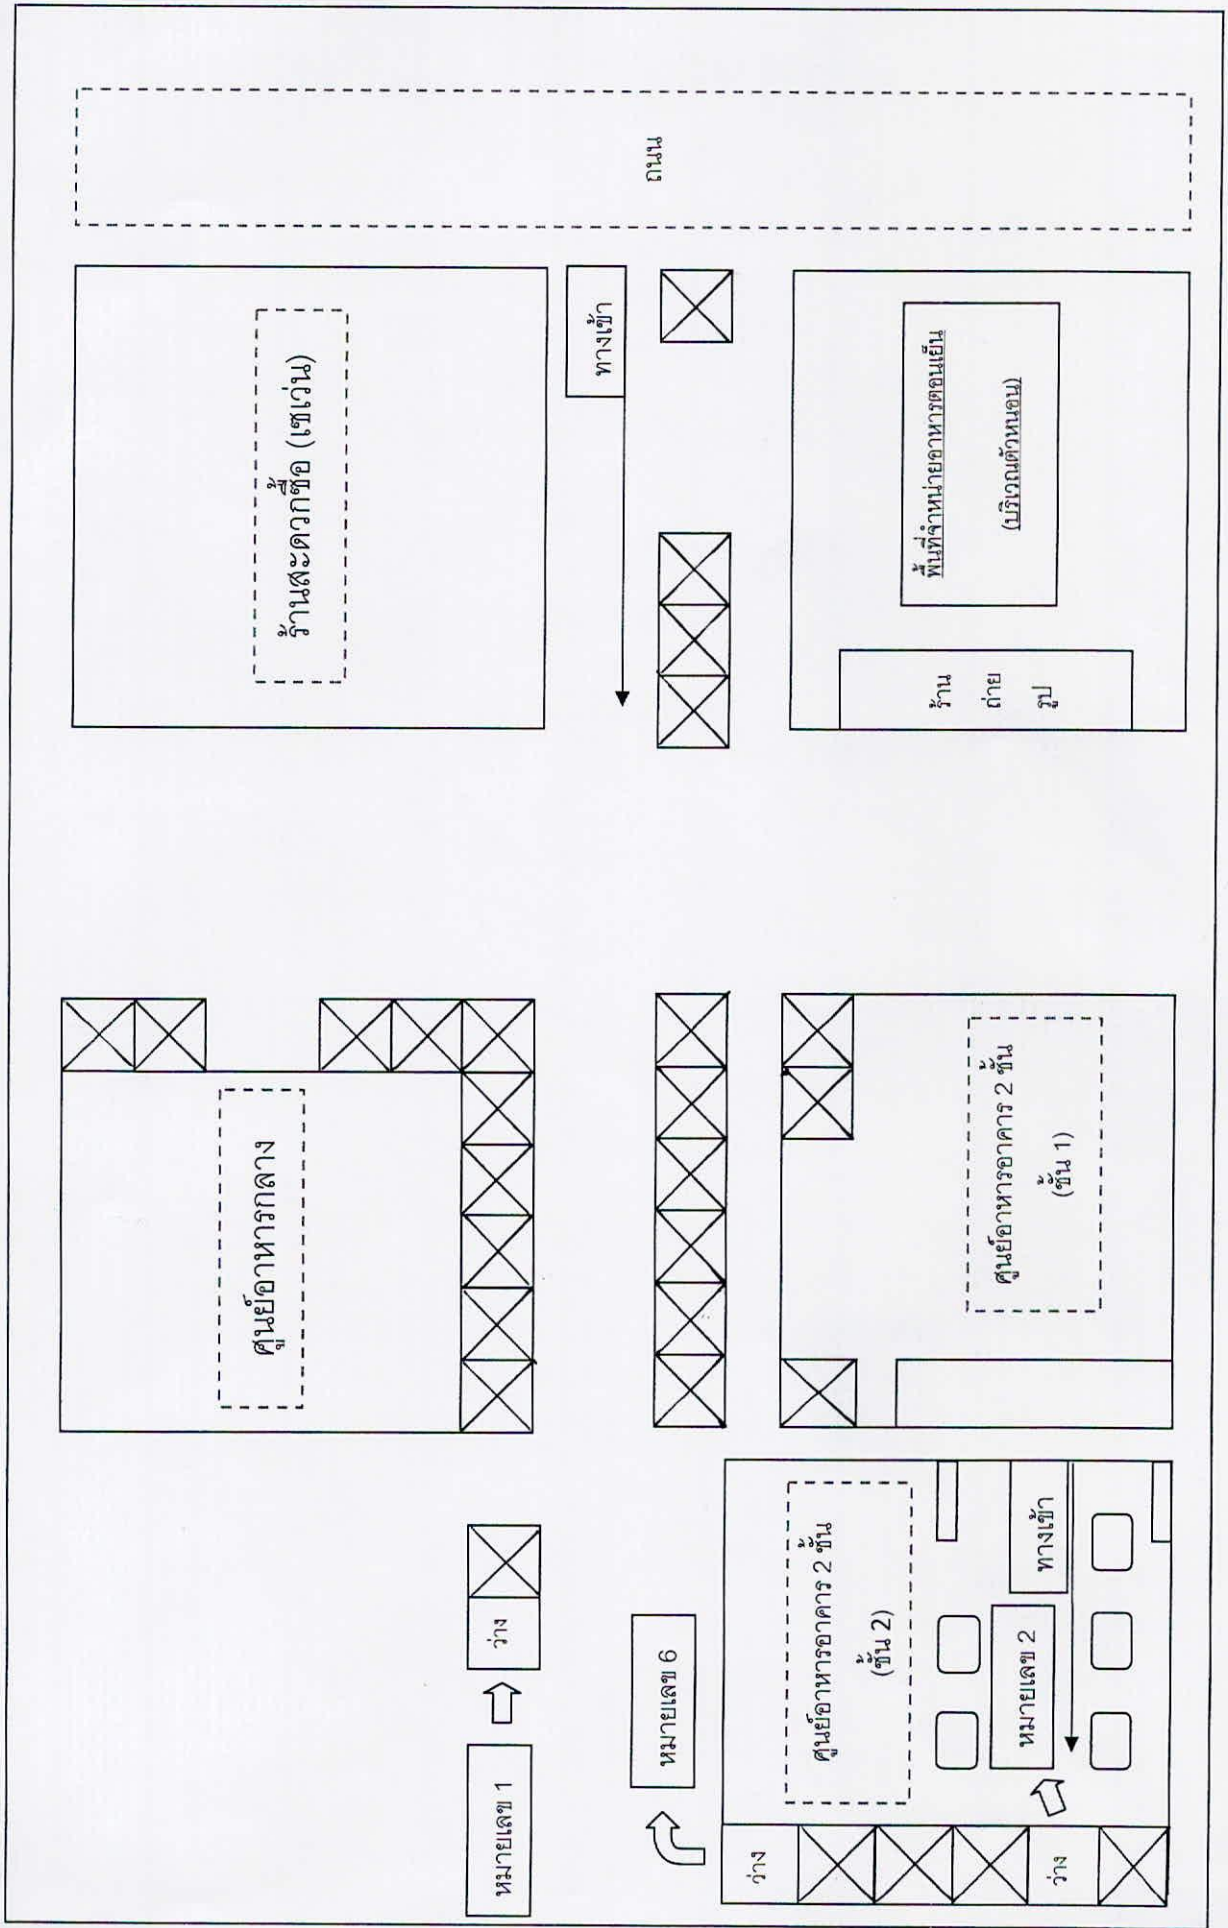 ถนน
ร้านสะดวกซื้อ (เซเว่น)
ทางเข้า
พื้นที่จำหน่ายอาหารตอนเย็น
(บริเวณตัวหนอน)
ร้าน
ถ่าย
รูป
ศูนย์อาหารกลาง
ศูนย์อาหารอาคาร 2 ชั้น
(ชั้น 1)
หมายเลข 1
ว่าง
หมายเลข 6
ศูนย์อาหารอาคาร 2 ชั้น
(ชั้น 2)
ทางเข้า
หมายเลข 2
ว่าง
ว่าง